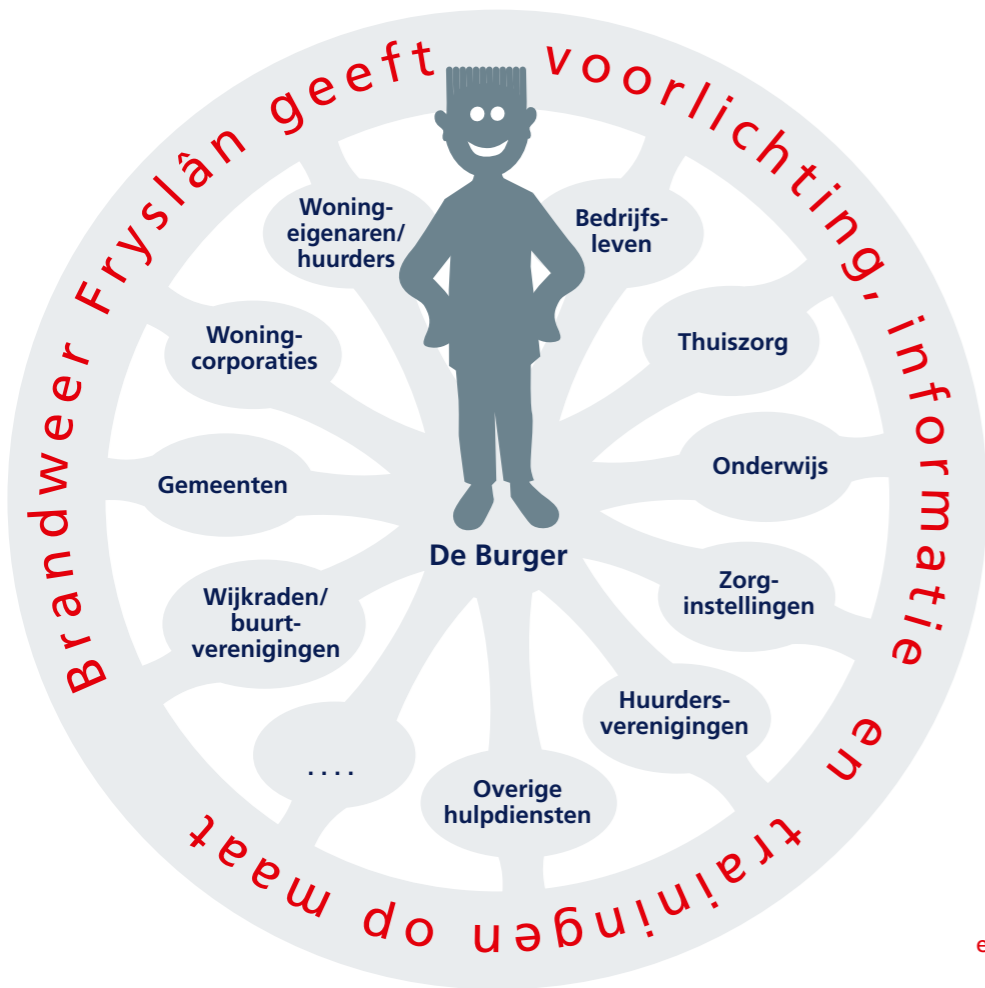 Brandweer Fryslân geeft voorlichting, informatie en trainingen op maat
Woning-
eigenaren/
huurders
Bedrijfs-
leven
Woning-
corporaties
Thuiszorg
Gemeenten
Onderwijs
De Burger
Wijkraden/
buurt-
verenigingen
Zorg-
instellingen
Huurders-
verenigingen
. . . .
Overige
hulpdiensten
e